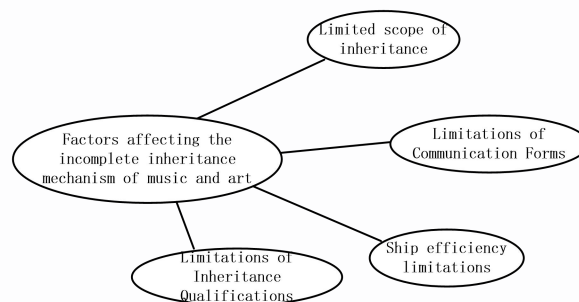 Limited scope of
inheritance
Factors affecting the
incomplete inheritance
mechanism of music and art
Limitations of
Communication Forms
Ship efficiency
limitations
Limitations of
Inheritance
Qualifications